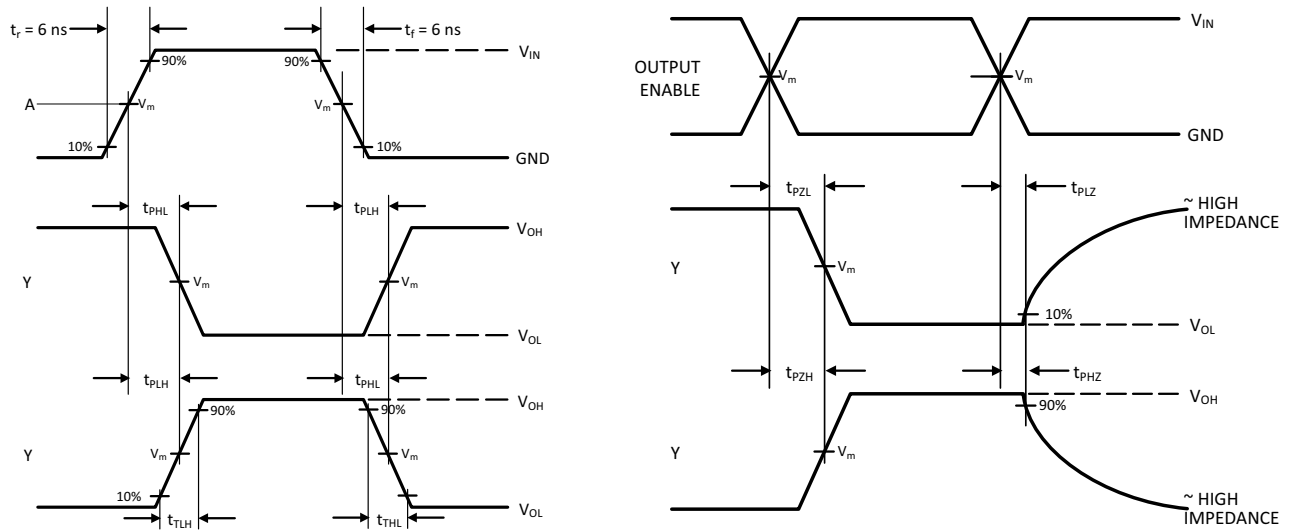 t_r = 6 ns
t_f = 6 ns
V_IN
90%
90%
A
V_m
V_m
10%
10%
GND
t_PHL
t_PLH
V_OH
Y
V_m
V_m
V_OL
t_PLH
t_PHL
V_OH
90%
90%
Y
V_m
V_m
10%
V_OL
t_TLH
t_THL
V_IN
OUTPUT
ENABLE
V_m
V_m
GND
t_PZL
t_PLZ
~ HIGH
IMPEDANCE
Y
V_m
10%
V_OL
t_PZH
t_PHZ
V_OH
90%
Y
V_m
~ HIGH
IMPEDANCE